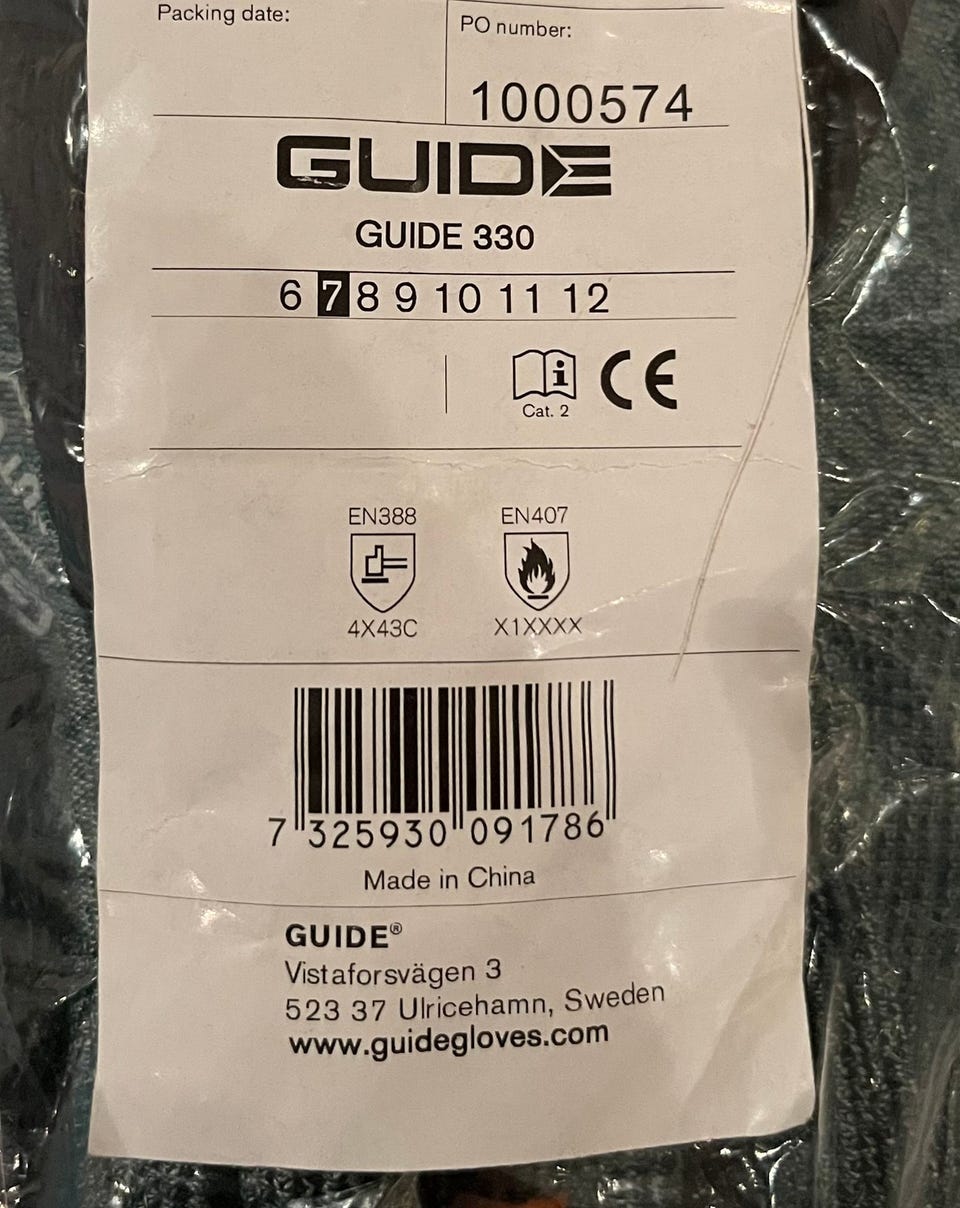 Packing date:
PO number:
1000574
GUIDE
GUIDE 330
6 7 8 9 10 11 12
i
Cat. 2
CE
EN388 EN407
4X43C X1XXXX
7 325930 091786
Made in China
GUIDE®
Vistaforsvägen 3
523 37 Ulricehamn, Sweden
www.guidegloves.com